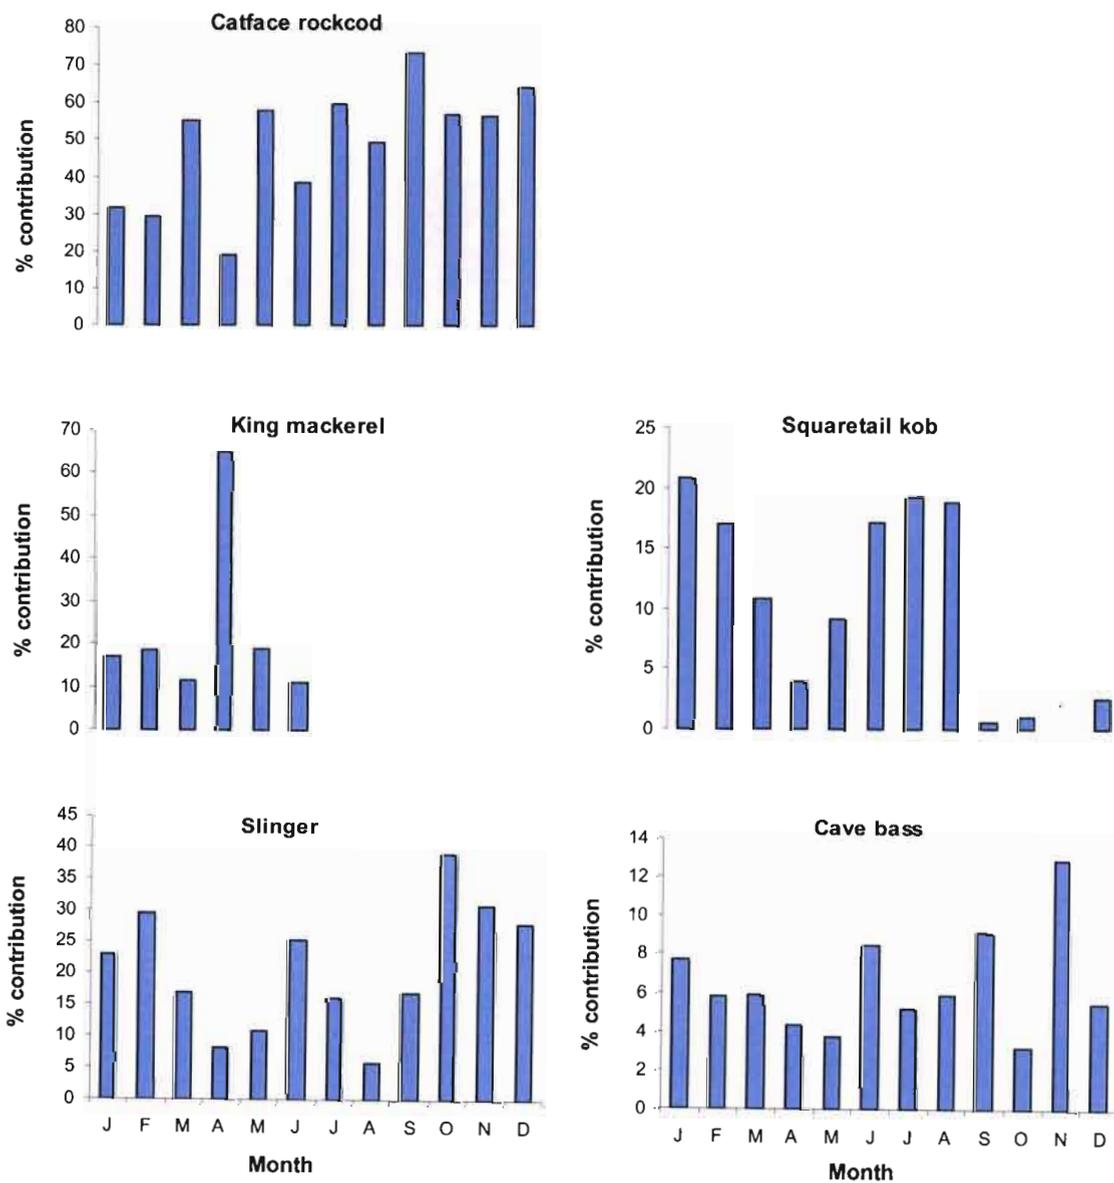 Catface rockcod
80
70
60
50
40
30
20
10
0
% contribution
King mackerel
70
60
50
40
30
20
10
0
% contribution
Squaretail kob
25
20
15
10
5
0
% contribution
Slinger
45
40
35
30
25
20
15
10
5
0
% contribution
J F M A M J J A S O N D
Month
Cave bass
14
12
10
8
6
4
2
0
% contribution
J F M A M J J A S O N D
Month